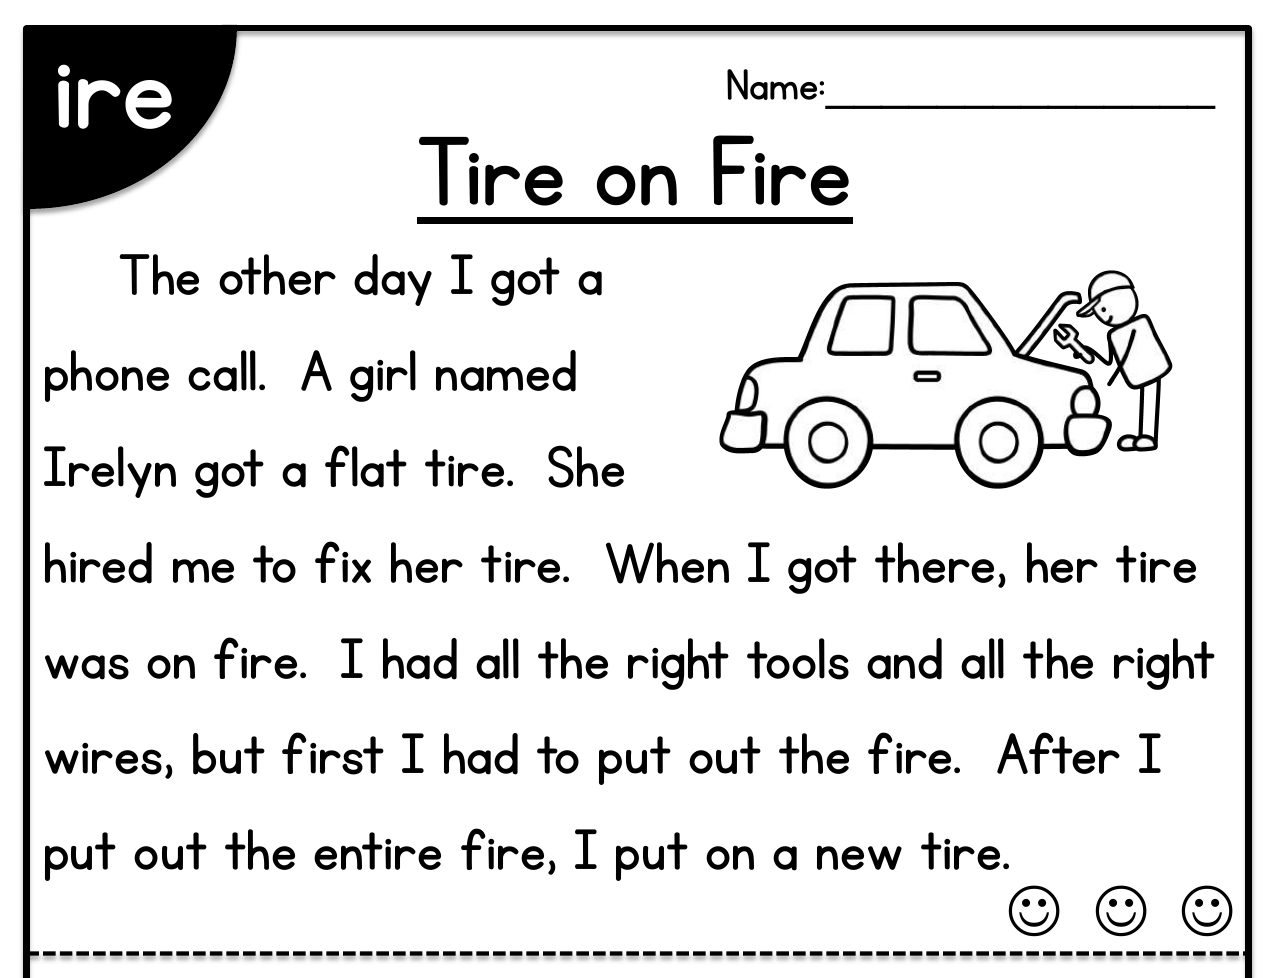 ire
Name:
Tire on Fire
The other day I got a
phone call. A girl named
Irelyn got a flat tire. She
hired me to fix her tire. When I got there, her tire
was on fire. I had all the right tools and all the right
wires, but first I had to put out the fire. After I
put out the entire fire, I put on a new tire.